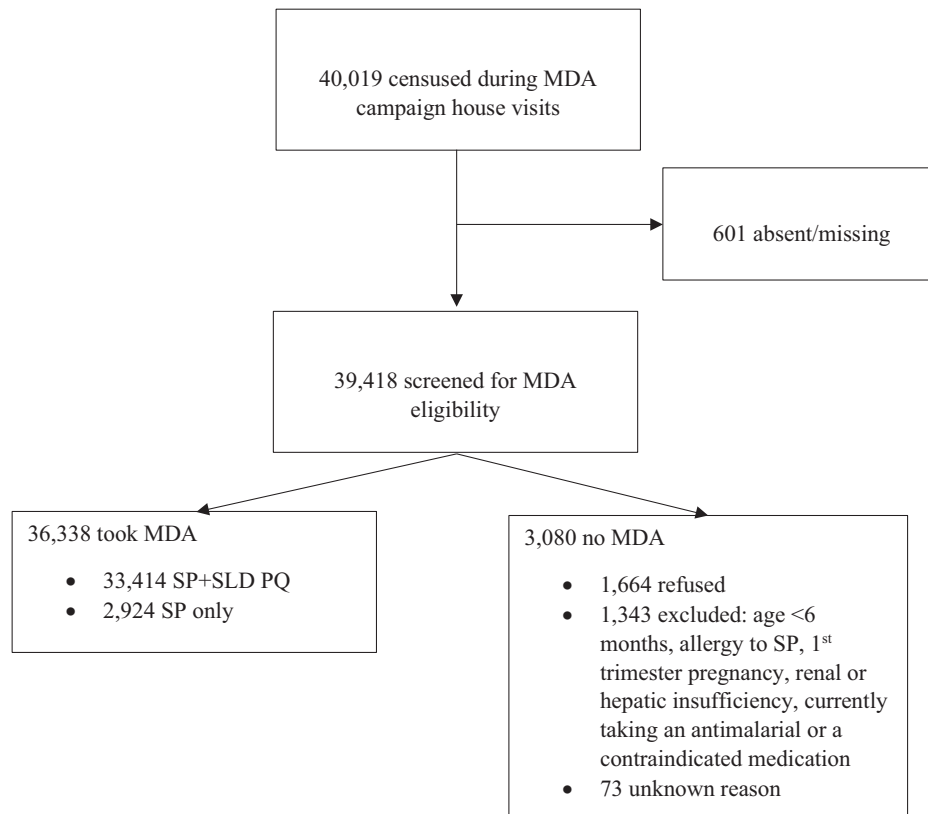 40,019 censused during MDA
campaign house visits
601 absent/missing
39,418 screened for MDA
eligibility
36,338 took MDA
• 33,414 SP+SLD PQ
• 2,924 SP only
3,080 no MDA
• 1,664 refused
• 1,343 excluded: age <6
months, allergy to SP, 1st
trimester pregnancy, renal or
hepatic insufficiency, currently
taking an antimalarial or a
contraindicated medication
• 73 unknown reason